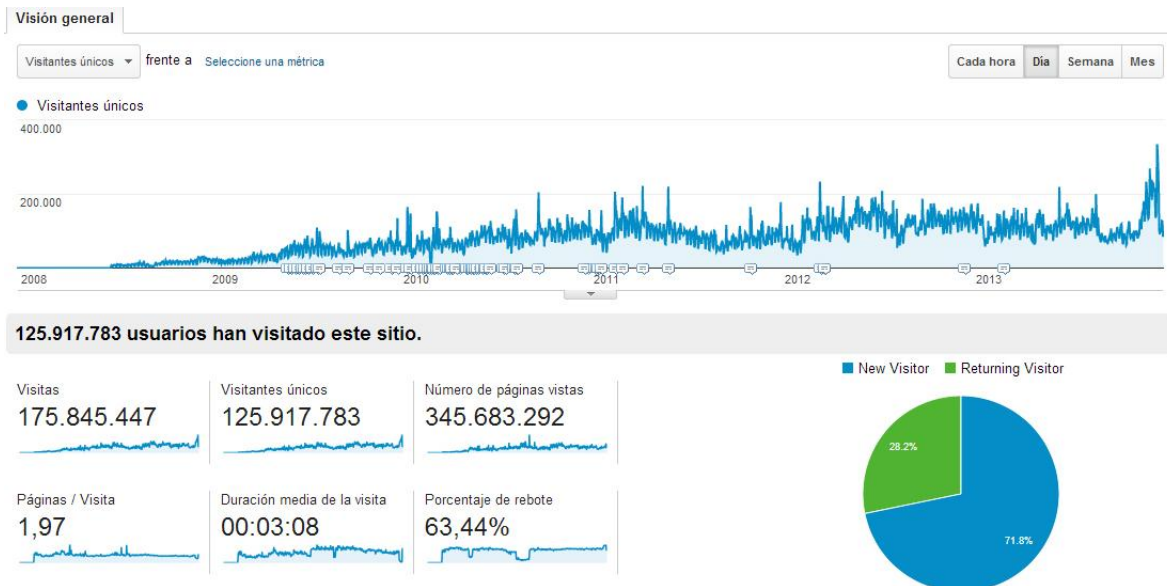 Visión general
Visitantes únicos frente a Seleccione una métrica
Cada hora Día Semana Mes
Visitantes únicos
400.000
200.000
2008 2009 2010 2011 2012 2013
125.917.783 usuarios han visitado este sitio.
New Visitor Returning Visitor
Visitas Visitantes únicos Número de páginas vistas
175.845.447 125.917.783 345.683.292
28.2%
Páginas / Visita Duración media de la visita Porcentaje de rebote
1,97 00:03:08 63,44%
71.8%